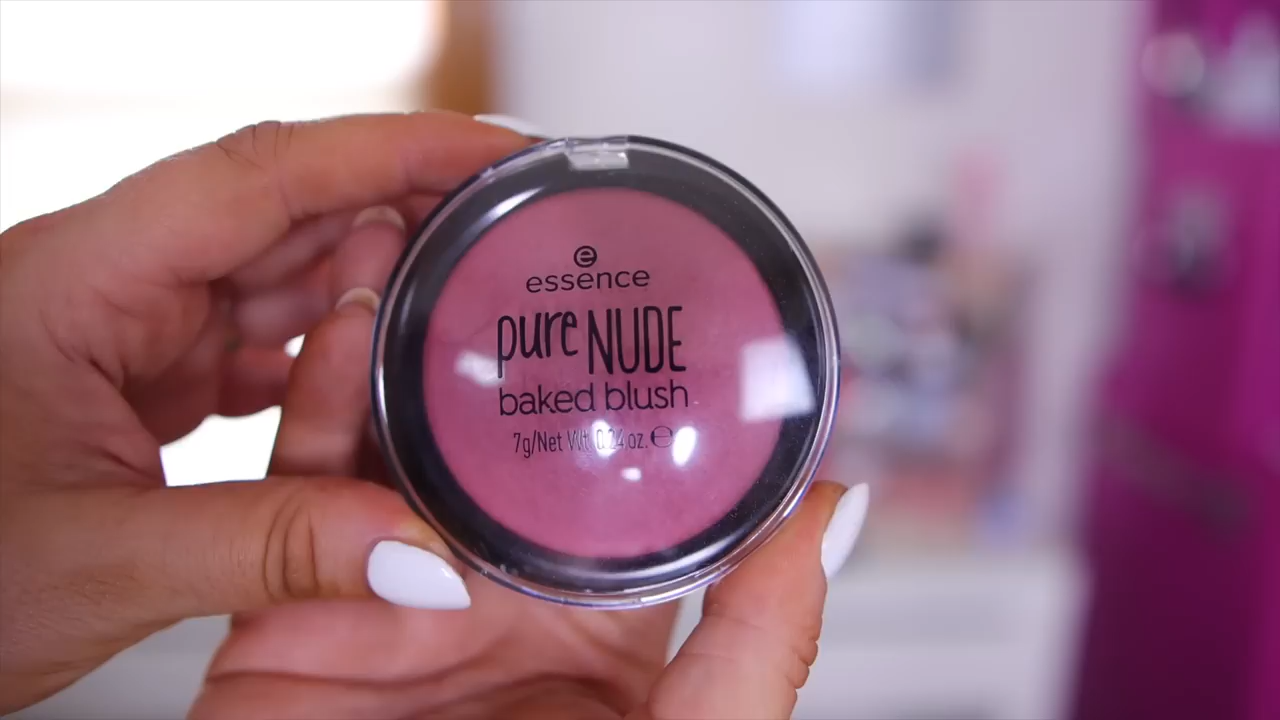 e
essence
pure NUDE
baked blush
7g/Net Wt. 0.24 oz. ℮